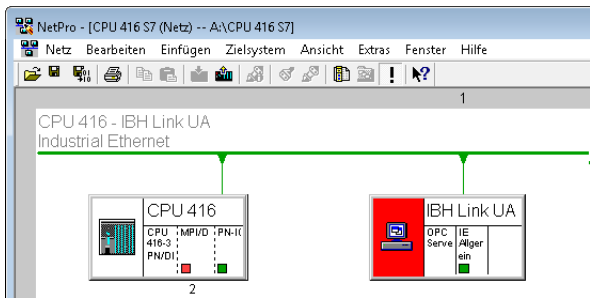 NetPro - [CPU 416 S7 (Netz) -- A:\CPU 416 S7]
Netz Bearbeiten Einfügen Zielsystem Ansicht Extras Fenster Hilfe
1
CPU 416 - IBH Link UA
Industrial Ethernet
CPU 416
CPU 416-3 PN/DI
MPI/D
PN-I(
2
IBH Link UA
OPC Serve
IE Allger ein